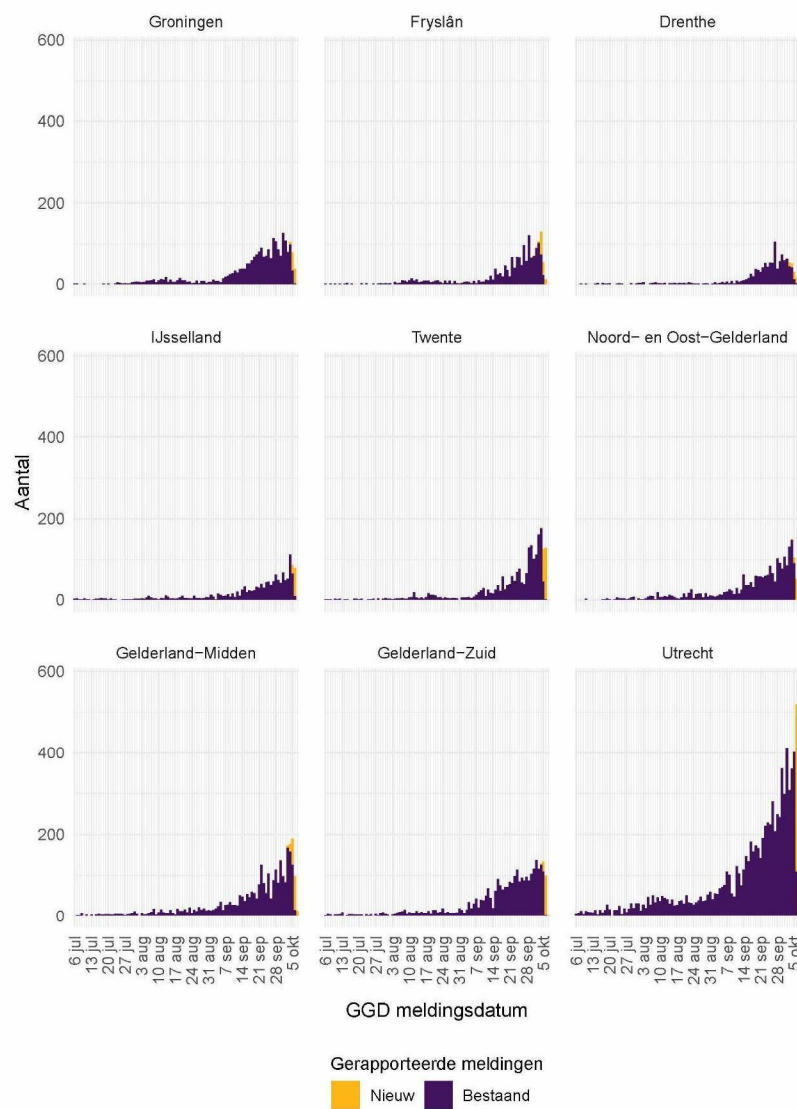 Groningen
Fryslân
Drenthe
600
400
200
0
IJsselland
Twente
Noord− en Oost−Gelderland
600
400
200
0
Aantal
Gelderland−Midden
Gelderland−Zuid
Utrecht
600
400
200
0
6 jul
13 jul
20 jul
27 jul
3 aug
10 aug
17 aug
24 aug
31 aug
7 sep
14 sep
21 sep
28 sep
5 okt
6 jul
13 jul
20 jul
27 jul
3 aug
10 aug
17 aug
24 aug
31 aug
7 sep
14 sep
21 sep
28 sep
5 okt
6 jul
13 jul
20 jul
27 jul
3 aug
10 aug
17 aug
24 aug
31 aug
7 sep
14 sep
21 sep
28 sep
5 okt
GGD meldingsdatum
Gerapporteerde meldingen
Nieuw
Bestaand